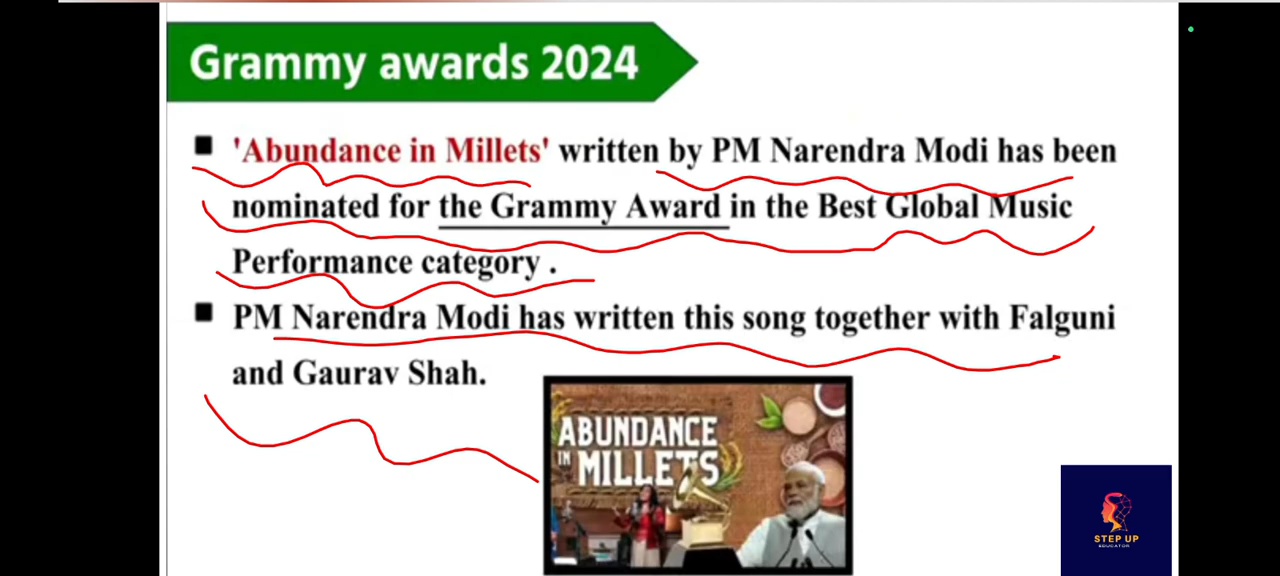 Grammy awards 2024
'Abundance in Millets' written by PM Narendra Modi has been
nominated for the Grammy Award in the Best Global Music
Performance category .
PM Narendra Modi has written this song together with Falguni
and Gaurav Shah.
ABUNDANCE
IN MILLETS
STEP UP
EDUCATOR